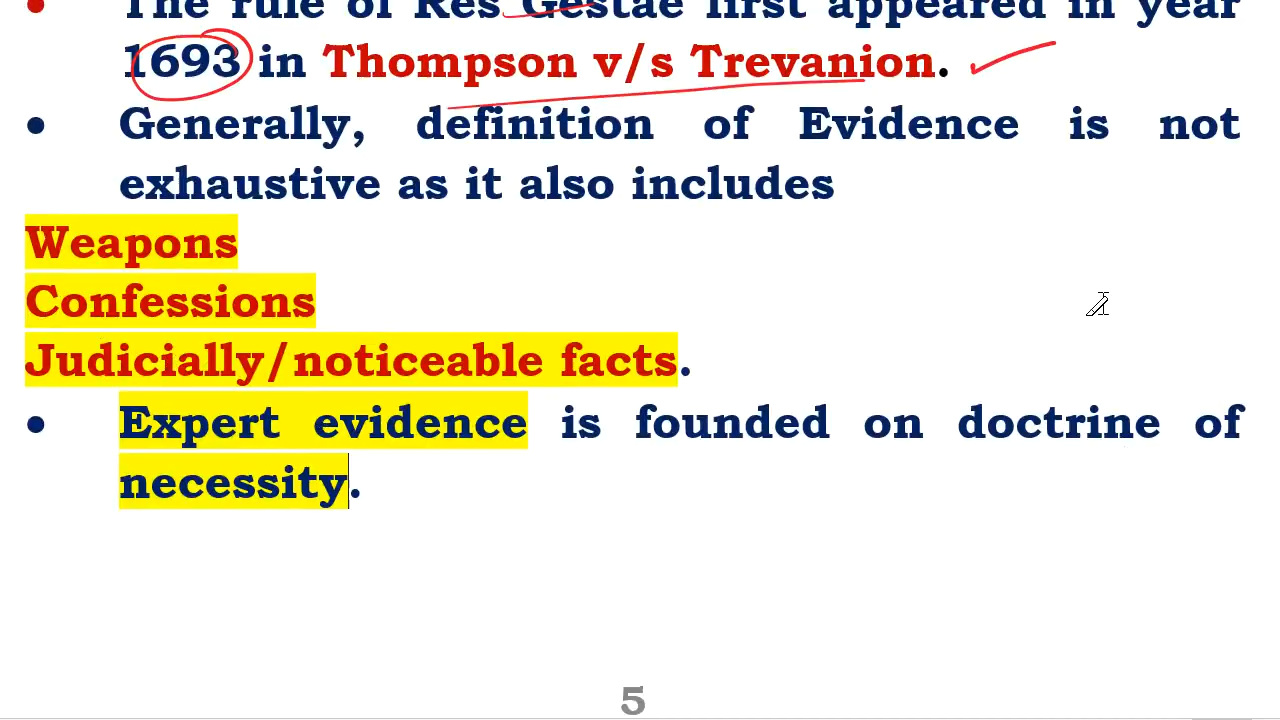 • The rule of Res Gestae first appeared in year
1693 in Thompson v/s Trevanion.
• Generally, definition of Evidence is not
exhaustive as it also includes
Weapons
Confessions
Judicially/noticeable facts.
• Expert evidence is founded on doctrine of
necessity.
5